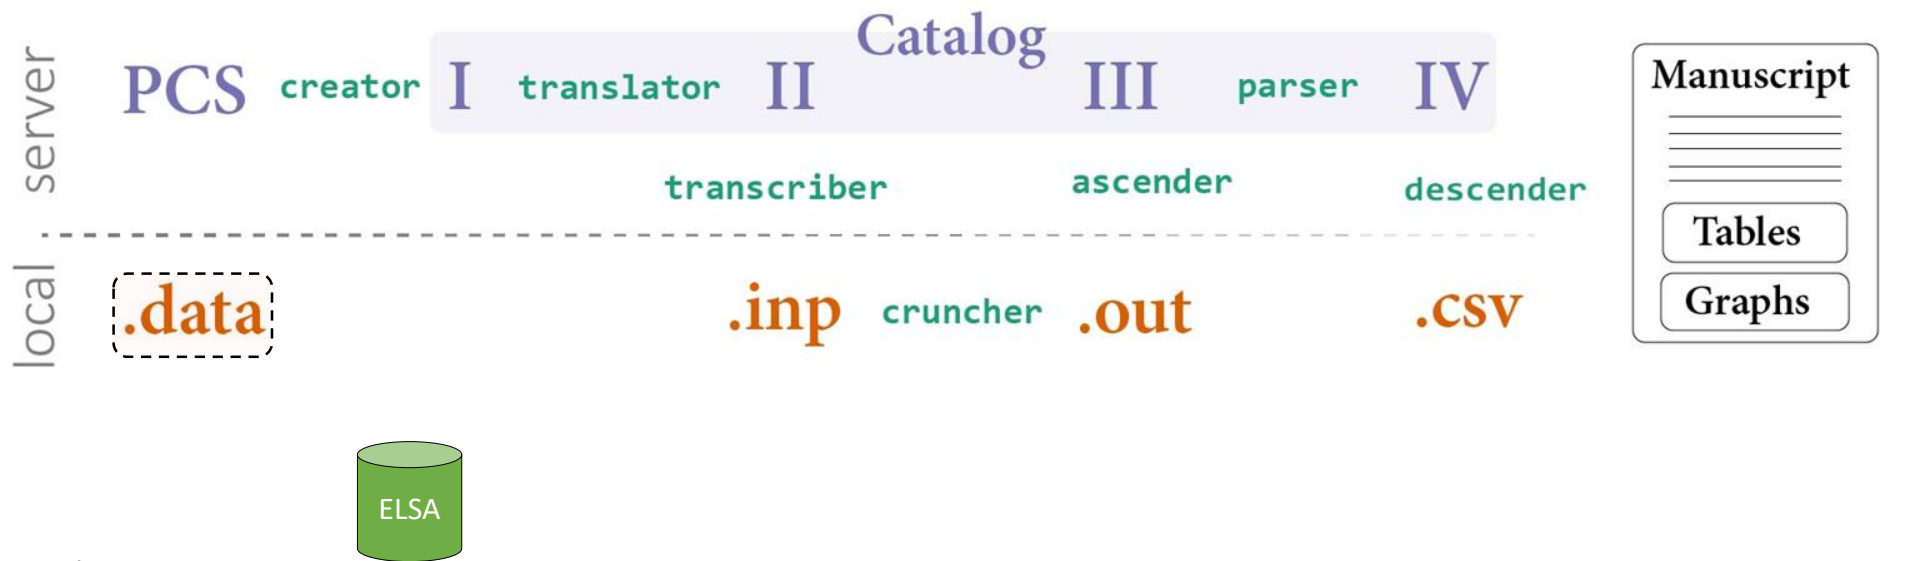 Catalog
server
PCS creator I translator II III parser IV
transcriber ascender descender
local
.data .inp cruncher .out .csv
Manuscript
Tables
Graphs
ELSA